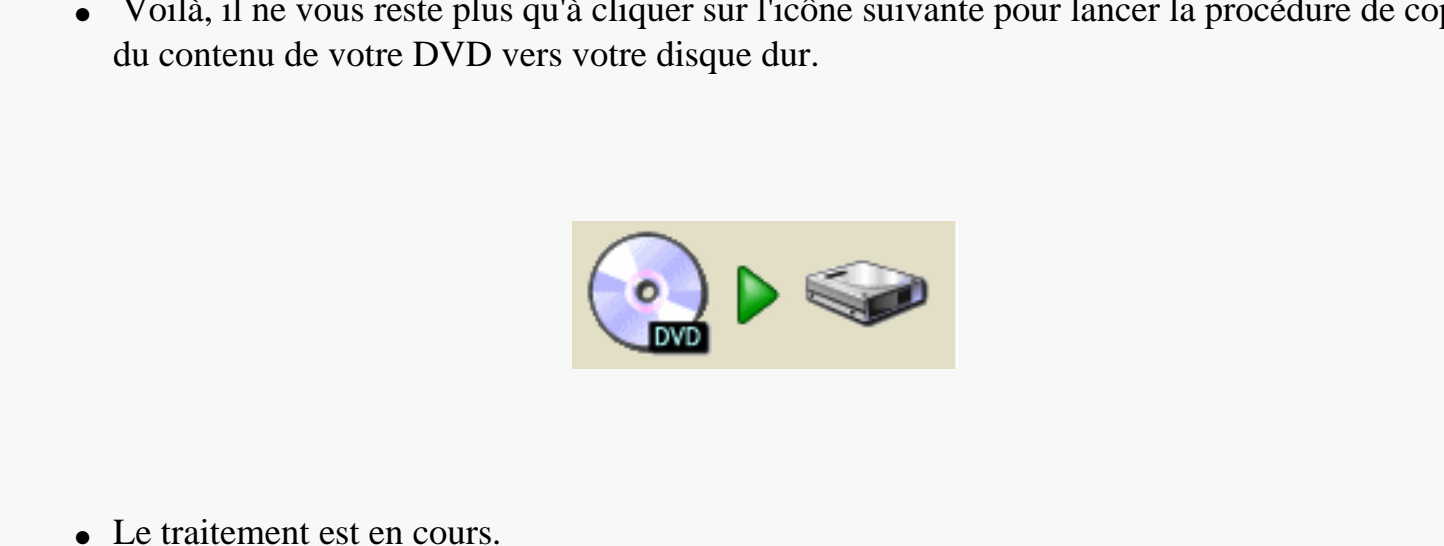 • Voilà, il ne vous reste plus qu'à cliquer sur l'icône suivante pour lancer la procédure de
du contenu de votre DVD vers votre disque dur.
DVD
• Le traitement est en cours.